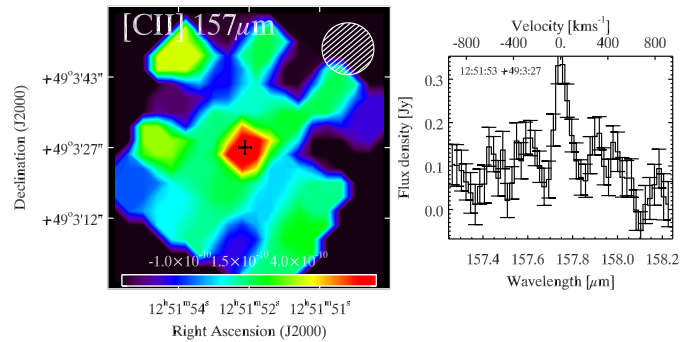 [CII] 157μm
+49°3'43"
+49°3'27"
+49°3'12"
Declination (J2000)
-1.0×10⁻¹⁰ 1.5×10⁻¹⁰ 4.0×10⁻¹⁰
12ʰ51ᵐ54ˢ 12ʰ51ᵐ52ˢ 12ʰ51ᵐ51ˢ
Right Ascension (J2000)
Velocity [kms⁻¹]
-800 -400 0 400 800
12:51:53 +49:3:27
0.3
0.2
0.1
0.0
Flux density [Jy]
157.4 157.6 157.8 158.0 158.2
Wavelength [μm]